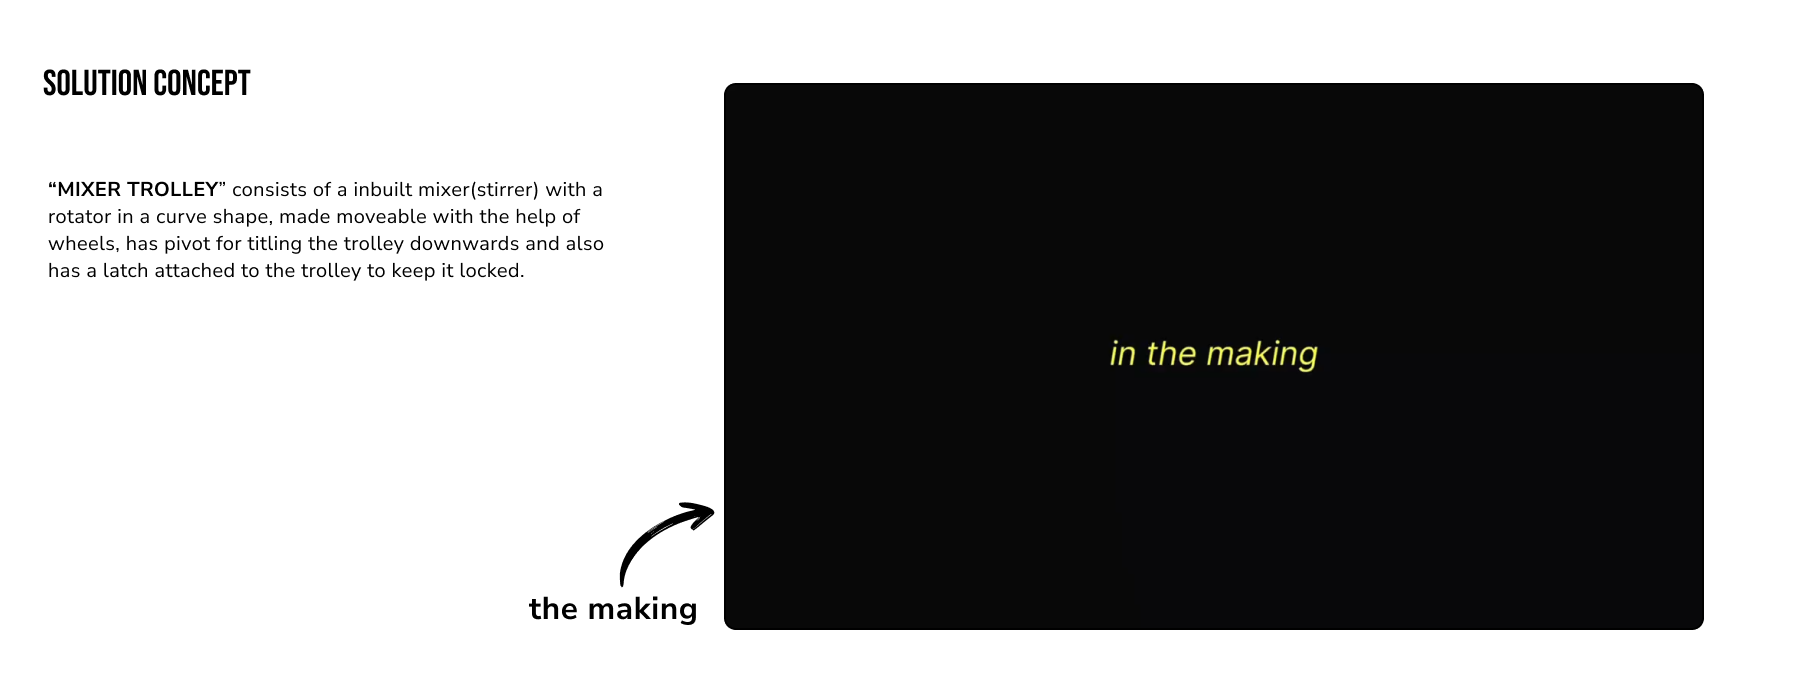 SOLUTION CONCEPT
“MIXER TROLLEY” consists of a inbuilt mixer(stirrer) with a
rotator in a curve shape, made moveable with the help of
wheels, has pivot for titling the trolley downwards and also
has a latch attached to the trolley to keep it locked.
in the making
the making